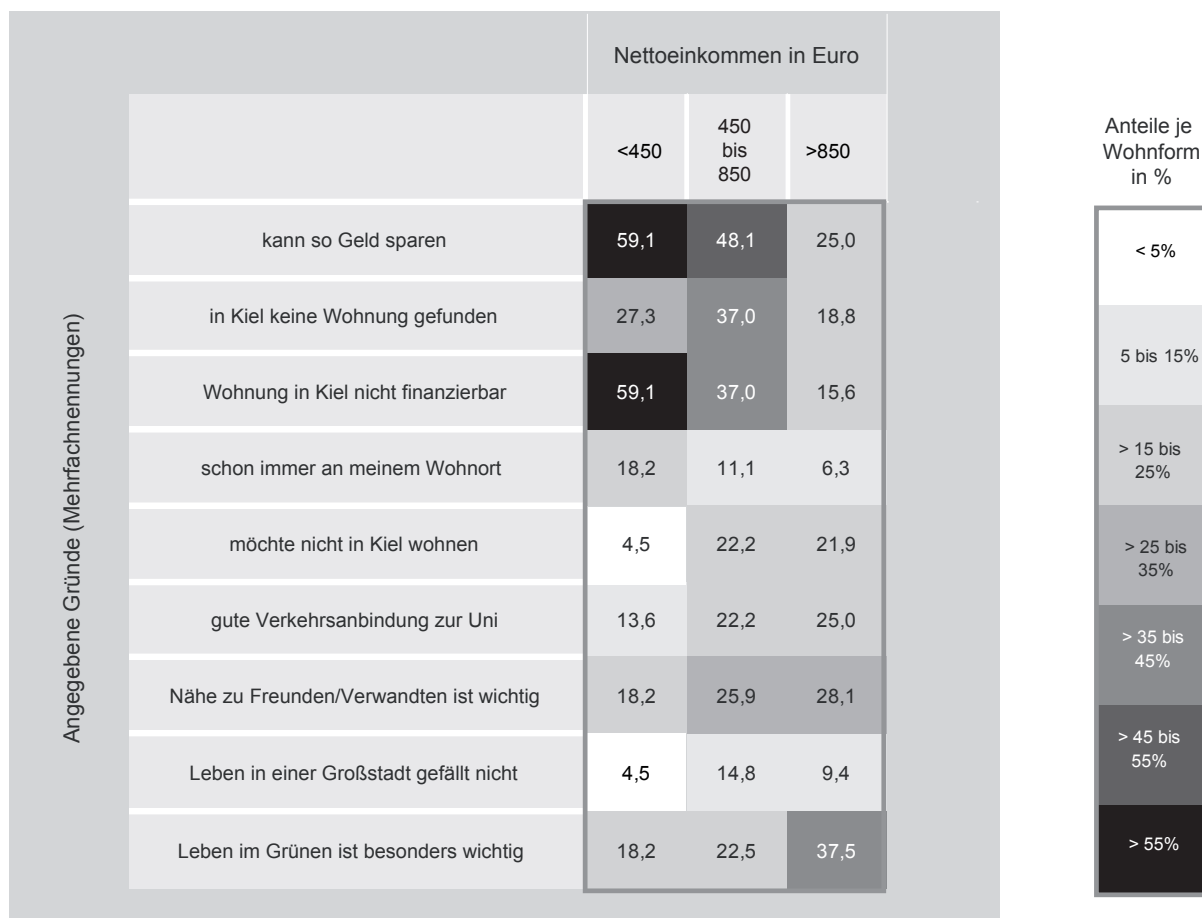 Nettoeinkommen in Euro
<450
450
bis
850
>850
Angegebene Gründe (Mehrfachnennungen)
kann so Geld sparen 59,1 48,1 25,0
in Kiel keine Wohnung gefunden 27,3 37,0 18,8
Wohnung in Kiel nicht finanzierbar 59,1 37,0 15,6
schon immer an meinem Wohnort 18,2 11,1 6,3
möchte nicht in Kiel wohnen 4,5 22,2 21,9
gute Verkehrsanbindung zur Uni 13,6 22,2 25,0
Nähe zu Freunden/Verwandten ist wichtig 18,2 25,9 28,1
Leben in einer Großstadt gefällt nicht 4,5 14,8 9,4
Leben im Grünen ist besonders wichtig 18,2 22,5 37,5
Anteile je
Wohnform
in %
< 5%
5 bis 15%
> 15 bis
25%
> 25 bis
35%
> 35 bis
45%
> 45 bis
55%
> 55%